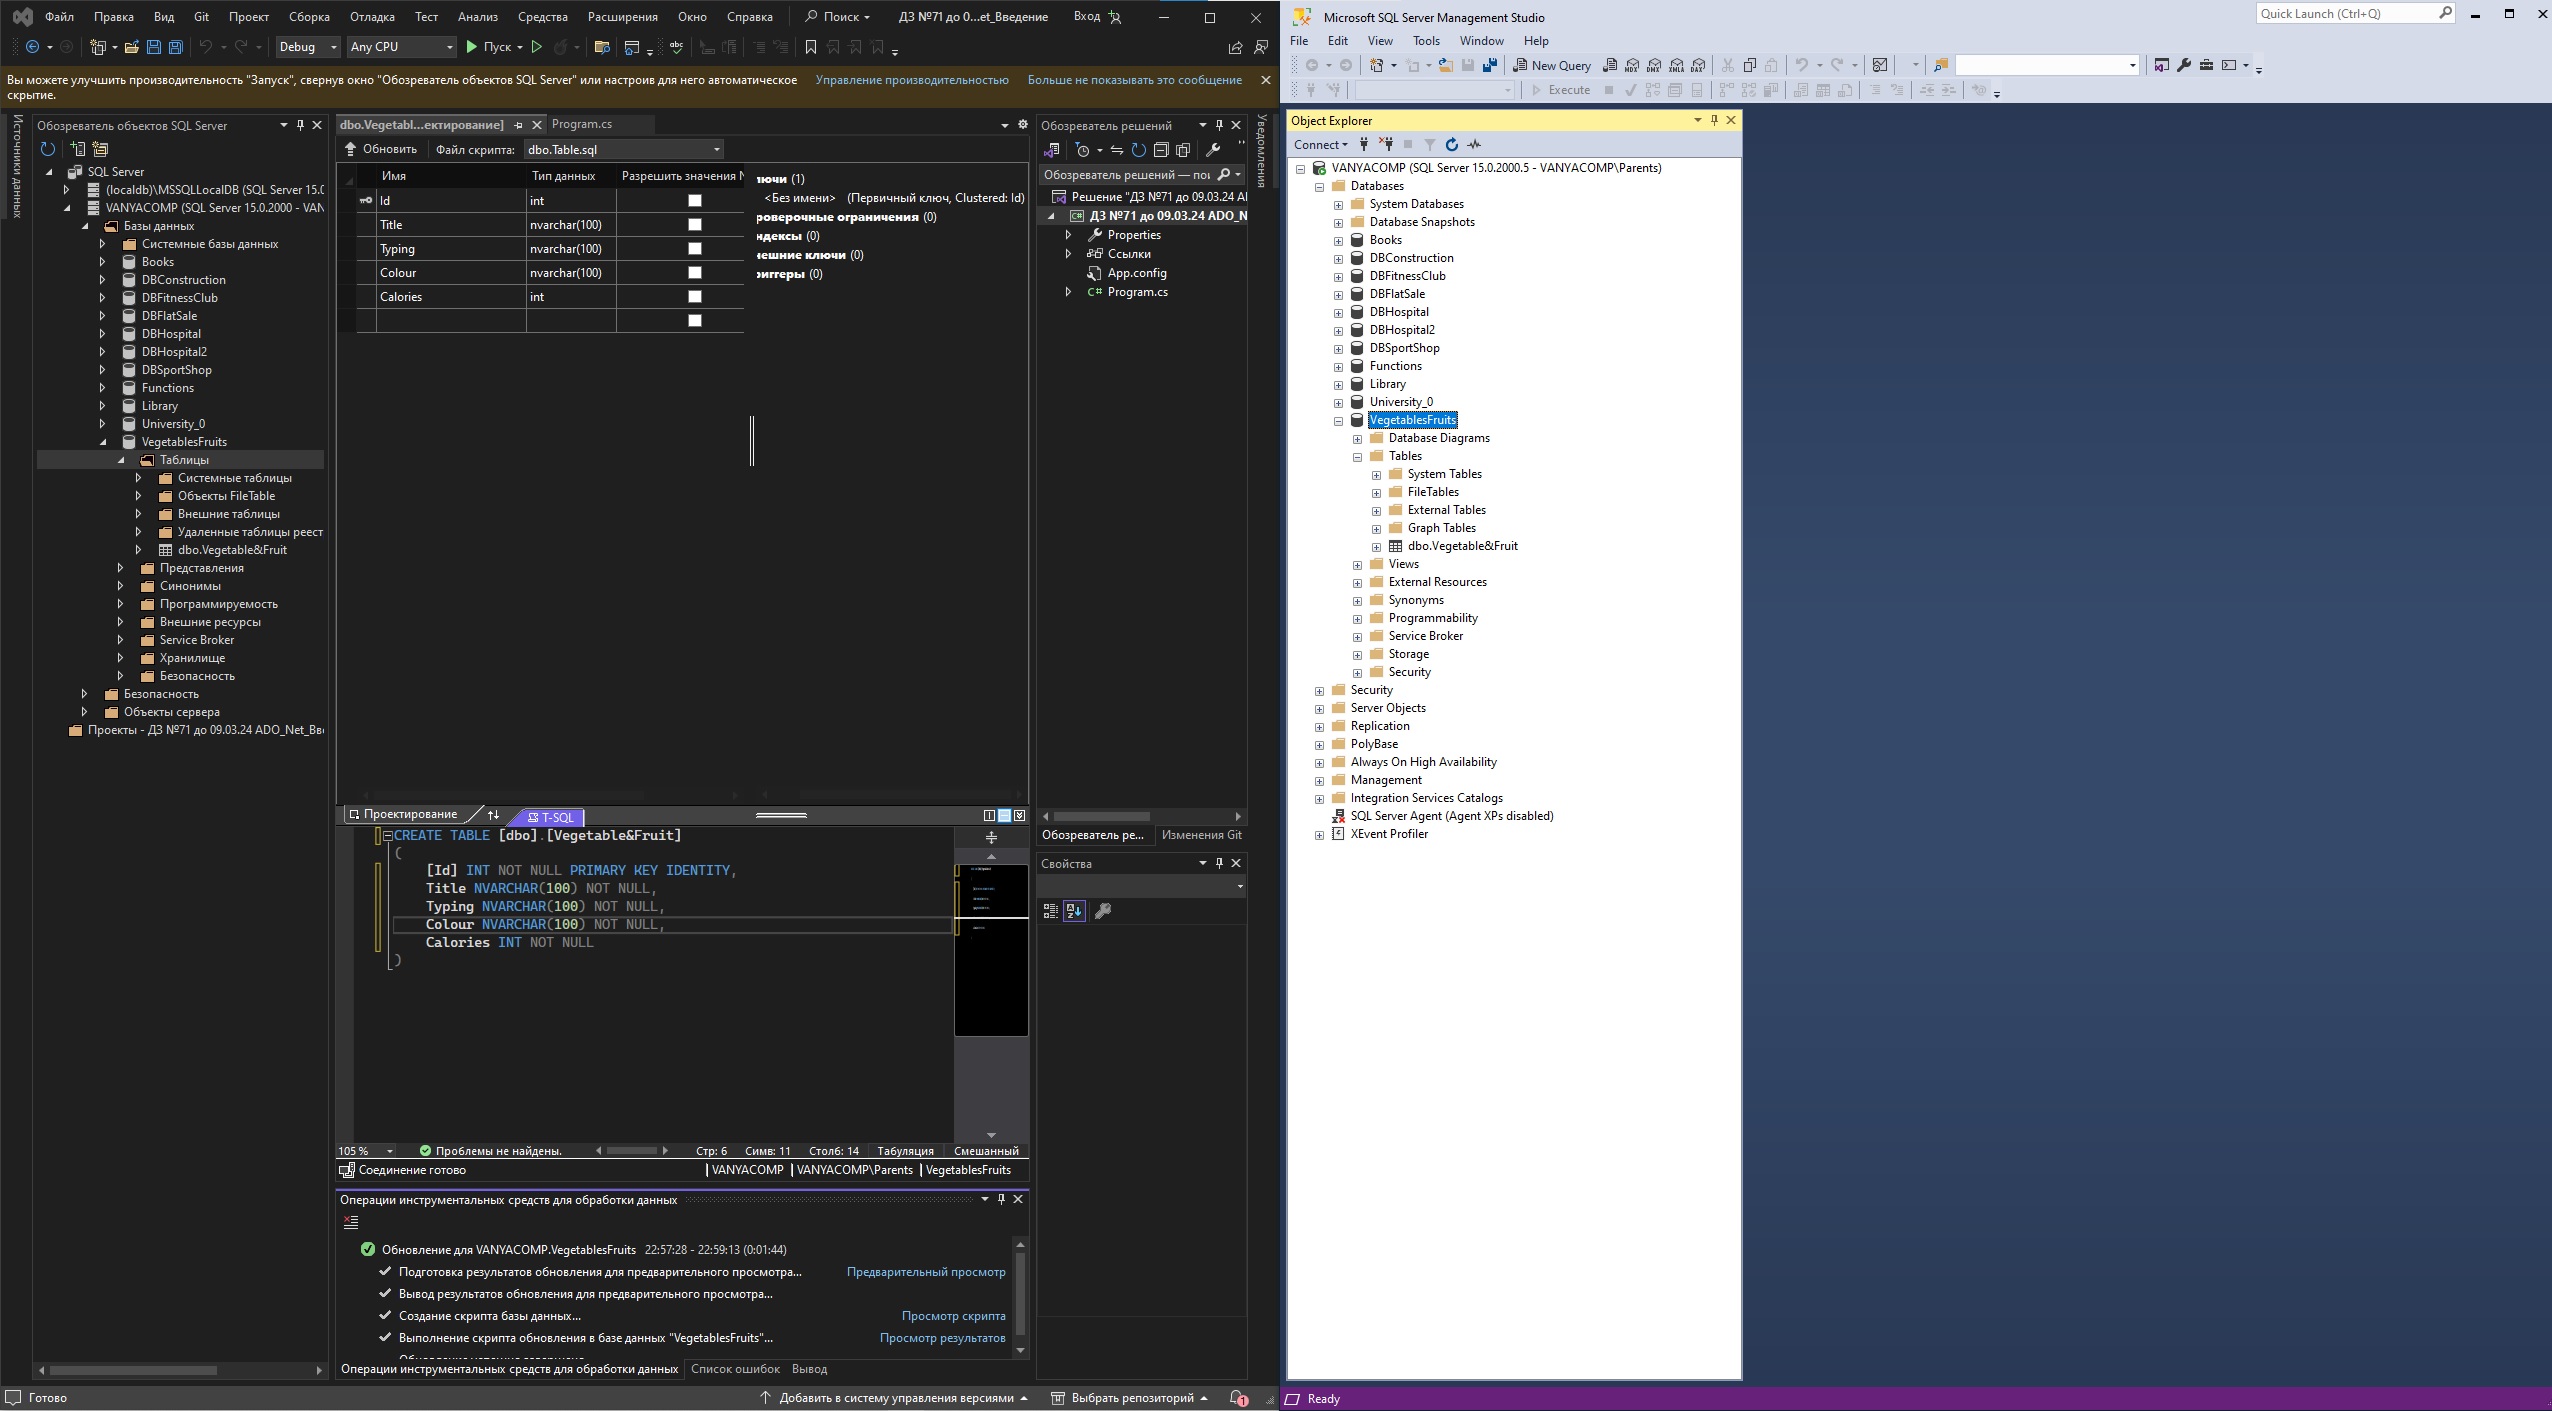 Файл Правка Вид Git Проект Сборка Отладка Тест Анализ Средства Расширения Окно Справка Поиск ДЗ №71 до 0...et_Введение Вход
Debug Any CPU Пуск
Вы можете улучшить производительность "Запуск", свернув окно "Обозреватель объектов SQL Server" или настроив для него автоматическое скрытие. Управление производительностью Больше не показывать это сообщение
Источники данных
Обозреватель объектов SQL Server
SQL Server
(localdb)\MSSQLLocalDB (SQL Server 15.0
VANYACOMP (SQL Server 15.0.2000 - VAN
Базы данных
Системные базы данных
Books
DBConstruction
DBFitnessClub
DBFlatSale
DBHospital
DBHospital2
DBSportShop
Functions
Library
University_0
VegetablesFruits
Таблицы
Системные таблицы
Объекты FileTable
Внешние таблицы
Удаленные таблицы реест
dbo.Vegetable&Fruit
Представления
Синонимы
Программируемость
Внешние ресурсы
Service Broker
Хранилище
Безопасность
Безопасность
Объекты сервера
Проекты - ДЗ №71 до 09.03.24 ADO_Net_Вве
dbo.Vegetabl...ектирование] Program.cs
Обновить Файл скрипта: dbo.Table.sql
Имя Тип данных Разрешить значения N
Id int
Title nvarchar(100)
Typing nvarchar(100)
Colour nvarchar(100)
Calories int
лючи (1)
<Без имени> (Первичный ключ, Clustered: Id)
роверочные ограничения (0)
ндексы (0)
нешние ключи (0)
риггеры (0)
Проектирование T-SQL
CREATE TABLE [dbo].[Vegetable&Fruit]
(
[Id] INT NOT NULL PRIMARY KEY IDENTITY,
Title NVARCHAR(100) NOT NULL,
Typing NVARCHAR(100) NOT NULL,
Colour NVARCHAR(100) NOT NULL,
Calories INT NOT NULL
)
105 % Проблемы не найдены. Стр: 6 Симв: 11 Столб: 14 Табуляция Смешанный
Соединение готово VANYACOMP VANYACOMP\Parents VegetablesFruits
Операции инструментальных средств для обработки данных
Обновление для VANYACOMP.VegetablesFruits 22:57:28 - 22:59:13 (0:01:44)
Подготовка результатов обновления для предварительного просмотра... Предварительный просмотр
Вывод результатов обновления для предварительного просмотра...
Создание скрипта базы данных... Просмотр скрипта
Выполнение скрипта обновления в базе данных "VegetablesFruits"... Просмотр результатов
Операции инструментальных средств для обработки данных Список ошибок Вывод
Обозреватель решений
Обозреватель решений — пои
Решение "ДЗ №71 до 09.03.24 AI
ДЗ №71 до 09.03.24 ADO_N
Properties
Ссылки
App.config
Program.cs
Обозреватель ре... Изменения Git
Свойства
Уведомления
Готово Добавить в систему управления версиями Выбрать репозиторий 1
Microsoft SQL Server Management Studio Quick Launch (Ctrl+Q)
File Edit View Tools Window Help
New Query MDX DMX XMLA DAX
Execute
Object Explorer
Connect
VANYACOMP (SQL Server 15.0.2000.5 - VANYACOMP\Parents)
Databases
System Databases
Database Snapshots
Books
DBConstruction
DBFitnessClub
DBFlatSale
DBHospital
DBHospital2
DBSportShop
Functions
Library
University_0
VegetablesFruits
Database Diagrams
Tables
System Tables
FileTables
External Tables
Graph Tables
dbo.Vegetable&Fruit
Views
External Resources
Synonyms
Programmability
Service Broker
Storage
Security
Security
Server Objects
Replication
PolyBase
Always On High Availability
Management
Integration Services Catalogs
SQL Server Agent (Agent XPs disabled)
XEvent Profiler
Ready